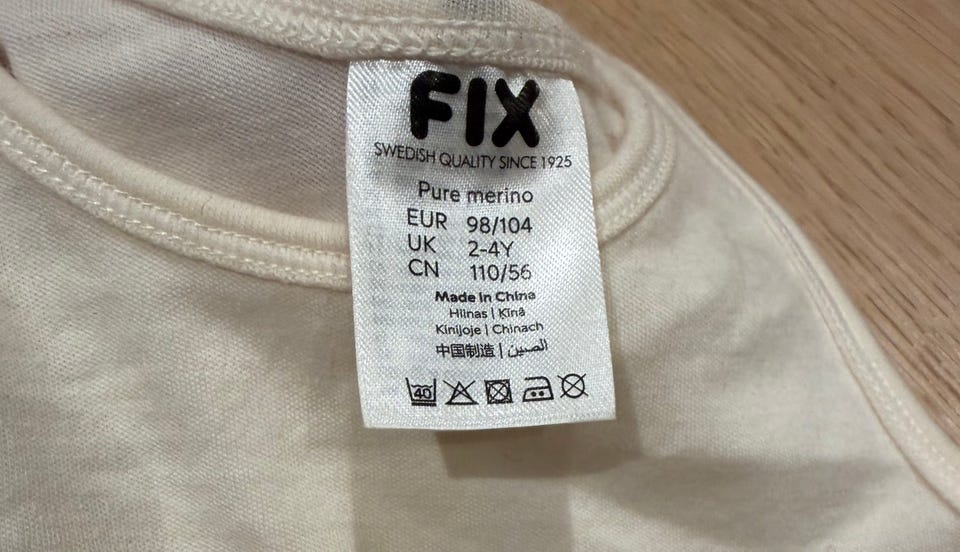 FIX
SWEDISH QUALITY SINCE 1925
Pure merino
EUR 98/104
UK 2-4Y
CN 110/56
Made in China
Hiinas | Ķīnā
Kinijoje | Chinach
中国制造 | الصين
40